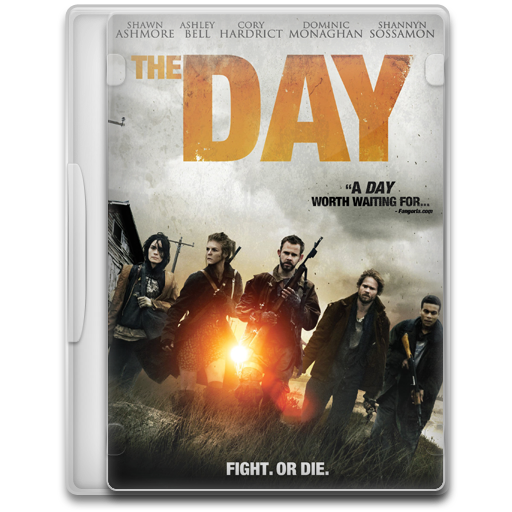 SHAWN ASHLEY CORY DOMINIC SHANNYN
ASHMORE BELL HARDRICT MONAGHAN SOSSAMON
THE DAY
"A DAY
WORTH WAITING FOR...
- Fangoria.com
FIGHT. OR DIE.